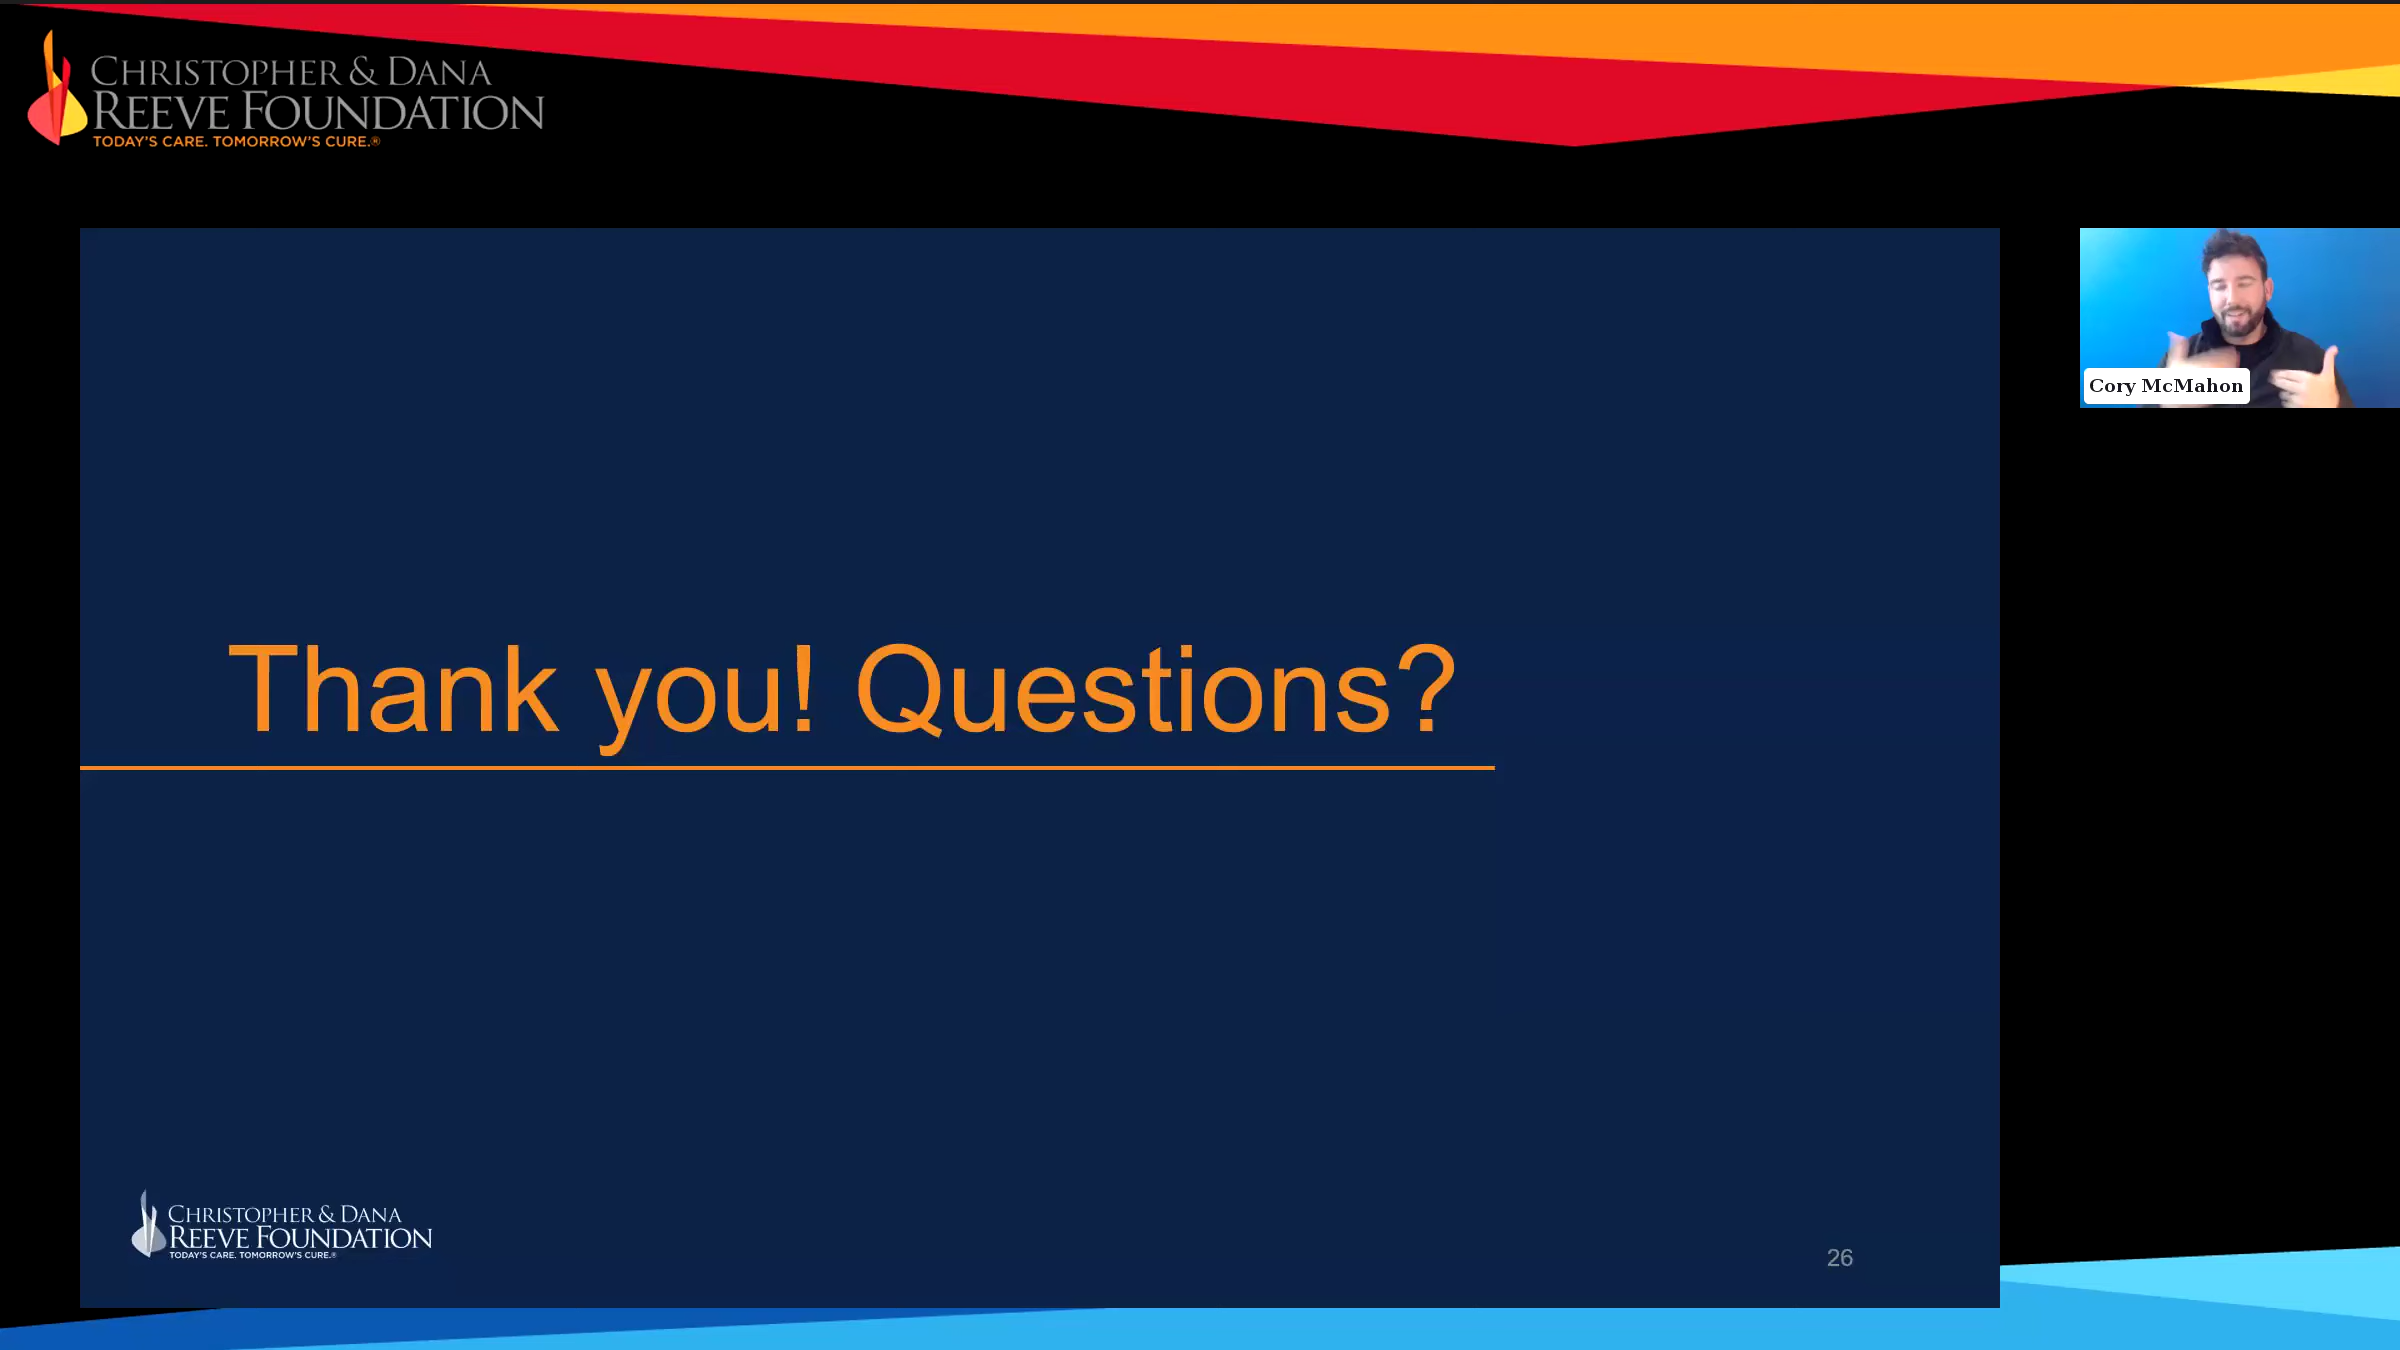 CHRISTOPHER & DANA
REEVE FOUNDATION
TODAY'S CARE. TOMORROW'S CURE.®
Cory McMahon
Thank you! Questions?
CHRISTOPHER & DANA
REEVE FOUNDATION
TODAY'S CARE. TOMORROW'S CURE.®
26